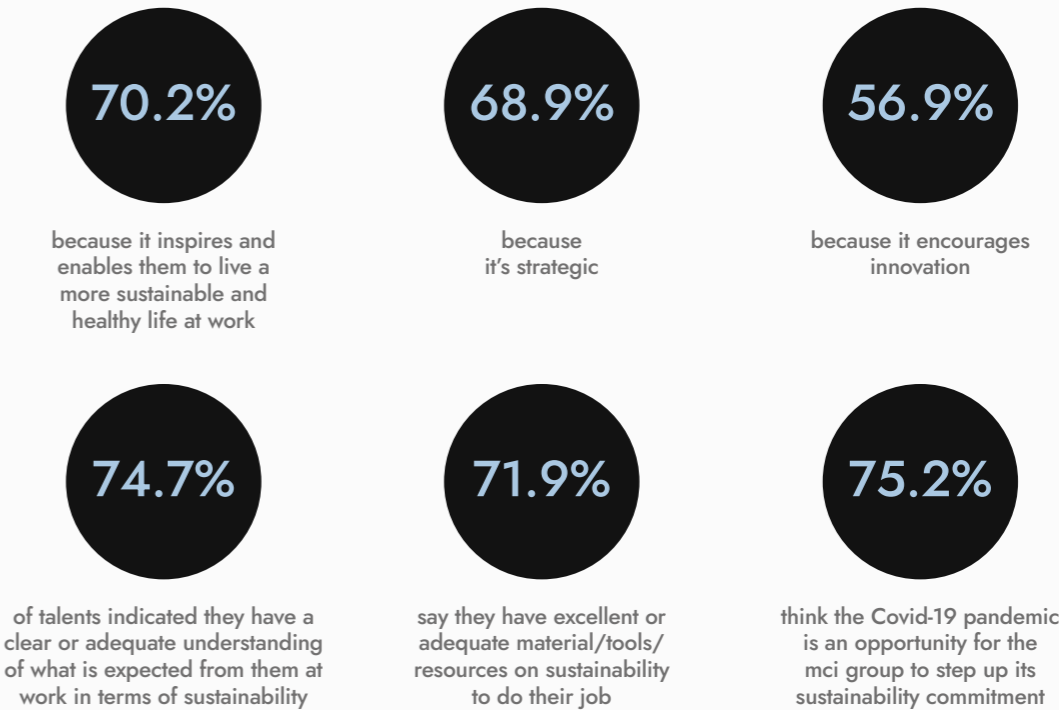 70.2%
68.9%
56.9%
because it inspires and
enables them to live a
more sustainable and
healthy life at work
because
it's strategic
because it encourages
innovation
74.7%
71.9%
75.2%
of talents indicated they have a
clear or adequate understanding
of what is expected from them at
work in terms of sustainability
say they have excellent or
adequate material/tools/
resources on sustainability
to do their job
think the Covid-19 pandemic
is an opportunity for the
mci group to step up its
sustainability commitment